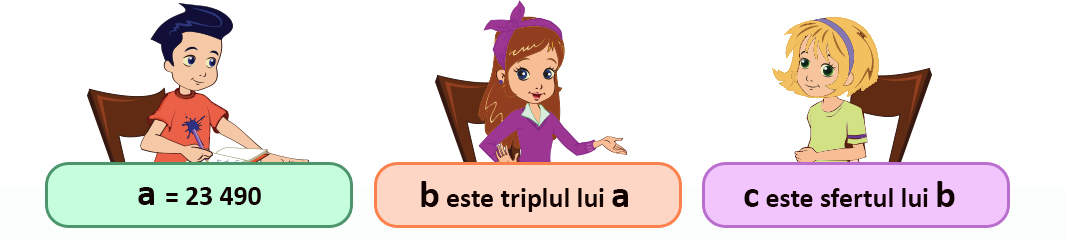 a = 23 490
b este triplul lui a
c este sfertul lui b